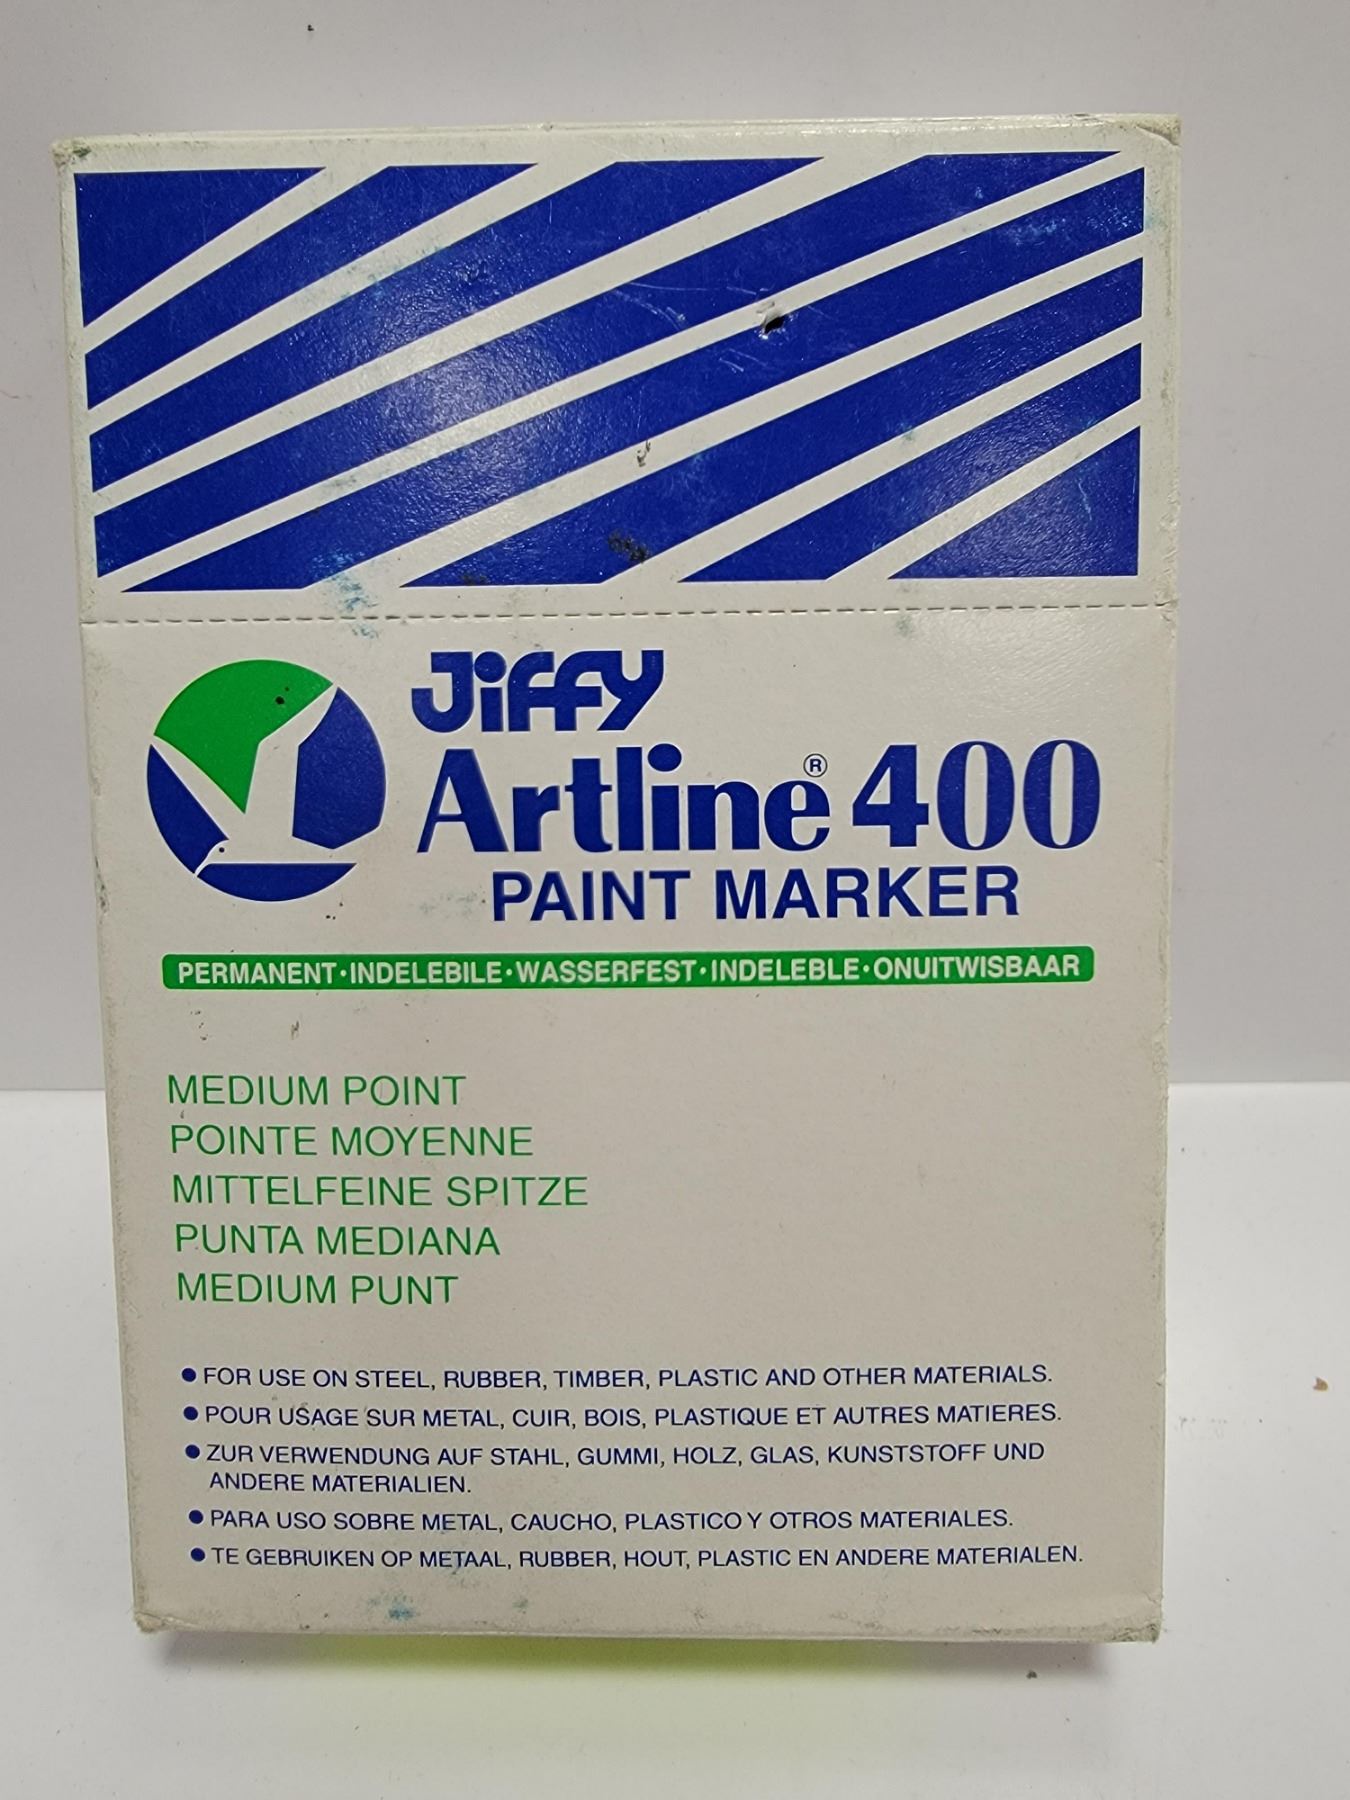 Jiffy
Artline® 400
PAINT MARKER
PERMANENT·INDELEBILE·WASSERFEST·INDELEBLE·ONUITWISBAAR
MEDIUM POINT
POINTE MOYENNE
MITTELFEINE SPITZE
PUNTA MEDIANA
MEDIUM PUNT
● FOR USE ON STEEL, RUBBER, TIMBER, PLASTIC AND OTHER MATERIALS.
● POUR USAGE SUR METAL, CUIR, BOIS, PLASTIQUE ET AUTRES MATIERES.
● ZUR VERWENDUNG AUF STAHL, GUMMI, HOLZ, GLAS, KUNSTSTOFF UND
ANDERE MATERIALIEN.
● PARA USO SOBRE METAL, CAUCHO, PLASTICO Y OTROS MATERIALES.
● TE GEBRUIKEN OP METAAL, RUBBER, HOUT, PLASTIC EN ANDERE MATERIALEN.